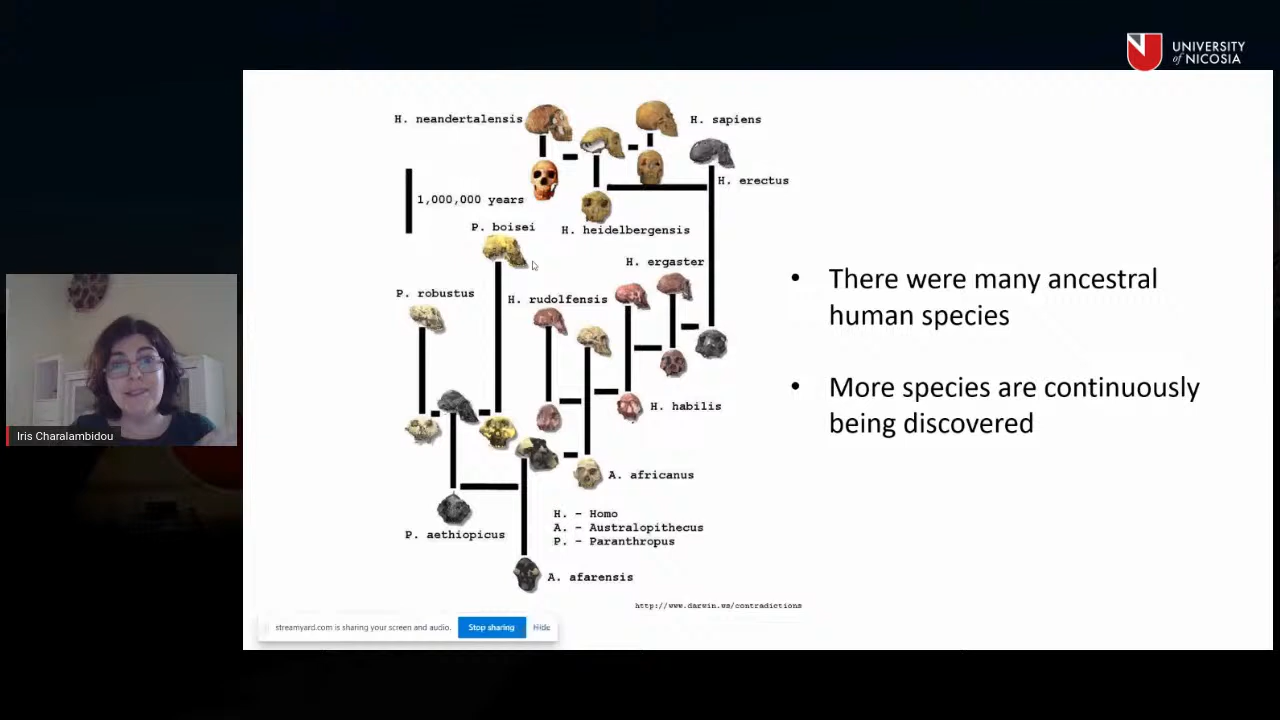 UNIVERSITY
of NICOSIA
H. neandertalensis
H. sapiens
H. erectus
1,000,000 years
P. boisei
H. heidelbergensis
H. ergaster
P. robustus
H. rudolfensis
H. habilis
A. africanus
P. aethiopicus
H. - Homo
A. - Australopithecus
P. - Paranthropus
A. afarensis
http://www.darwin.ws/contradictions
• There were many ancestral
human species
• More species are continuously
being discovered
Iris Charalambidou
streamyard.com is sharing your screen and audio.
Stop sharing
Hide